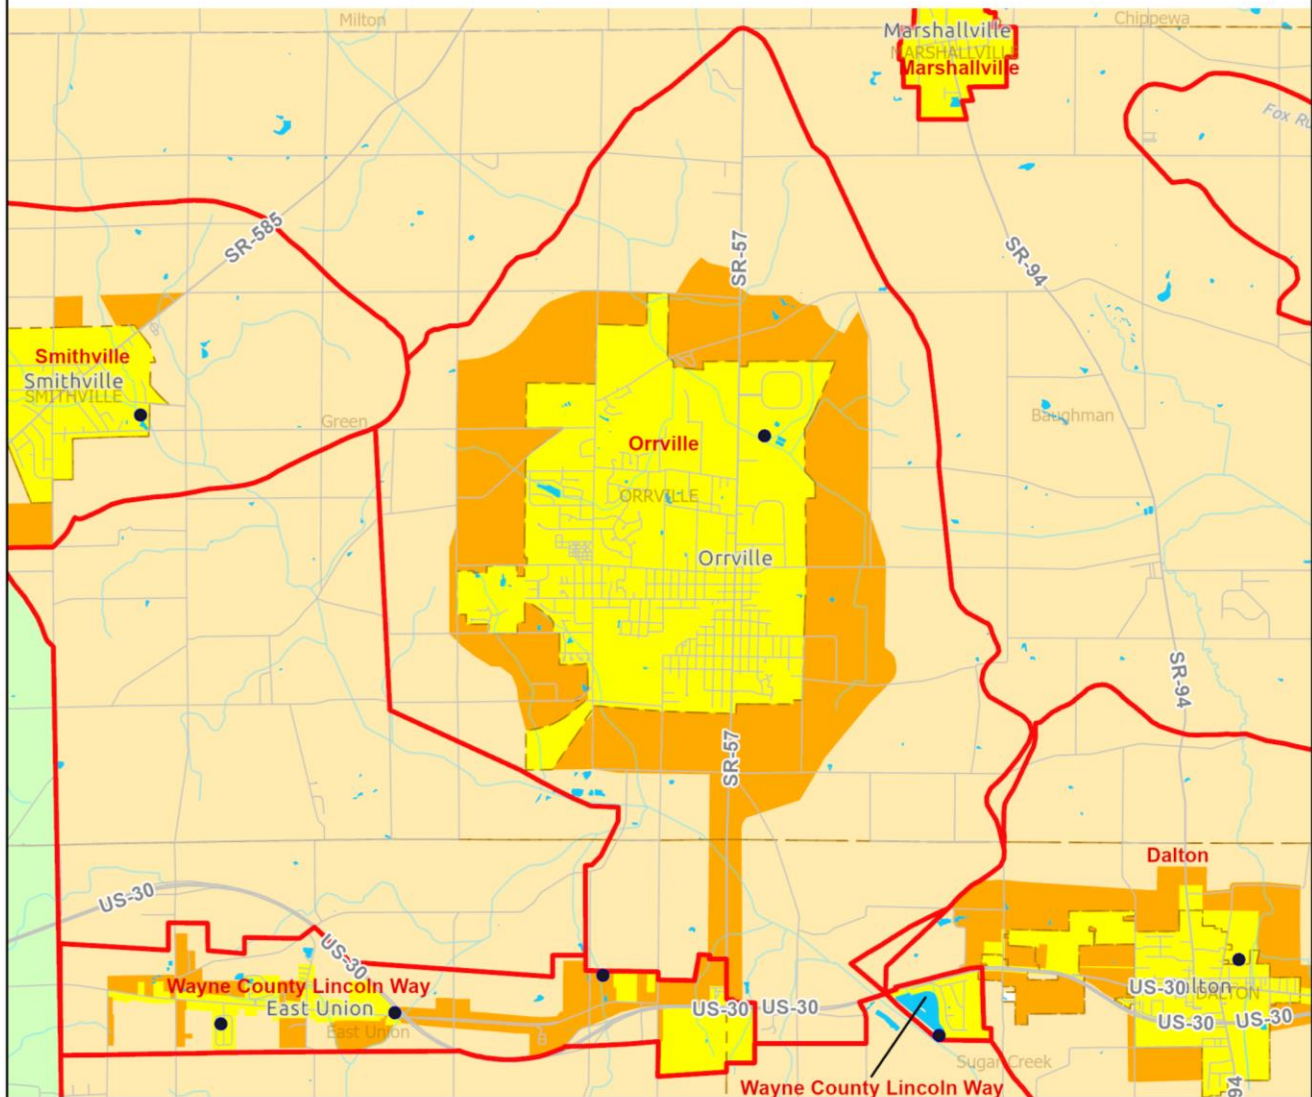 Milton
Marshallville
MARSHALLVILLE
Marshallville
Chippewa
Fox Ru
SR-585
SR-57
SR-94
Smithville
Smithville
SMITHVILLE
Green
Baughman
Orrville
ORRVILLE
Orrville
SR-94
SR-57
Dalton
US-30
US-30
Wayne County Lincoln Way
East Union
East Union
US-30
US-30
US-30
lton
DALTON
US-30
US-30
Sugar Creek
Wayne County Lincoln Way
94